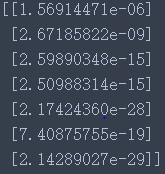 [[1.56914471e-06]
[2.67185822e-09]
[2.59890348e-15]
[2.50988314e-15]
[2.17424360e-28]
[7.40875755e-19]
[2.14289027e-29]]